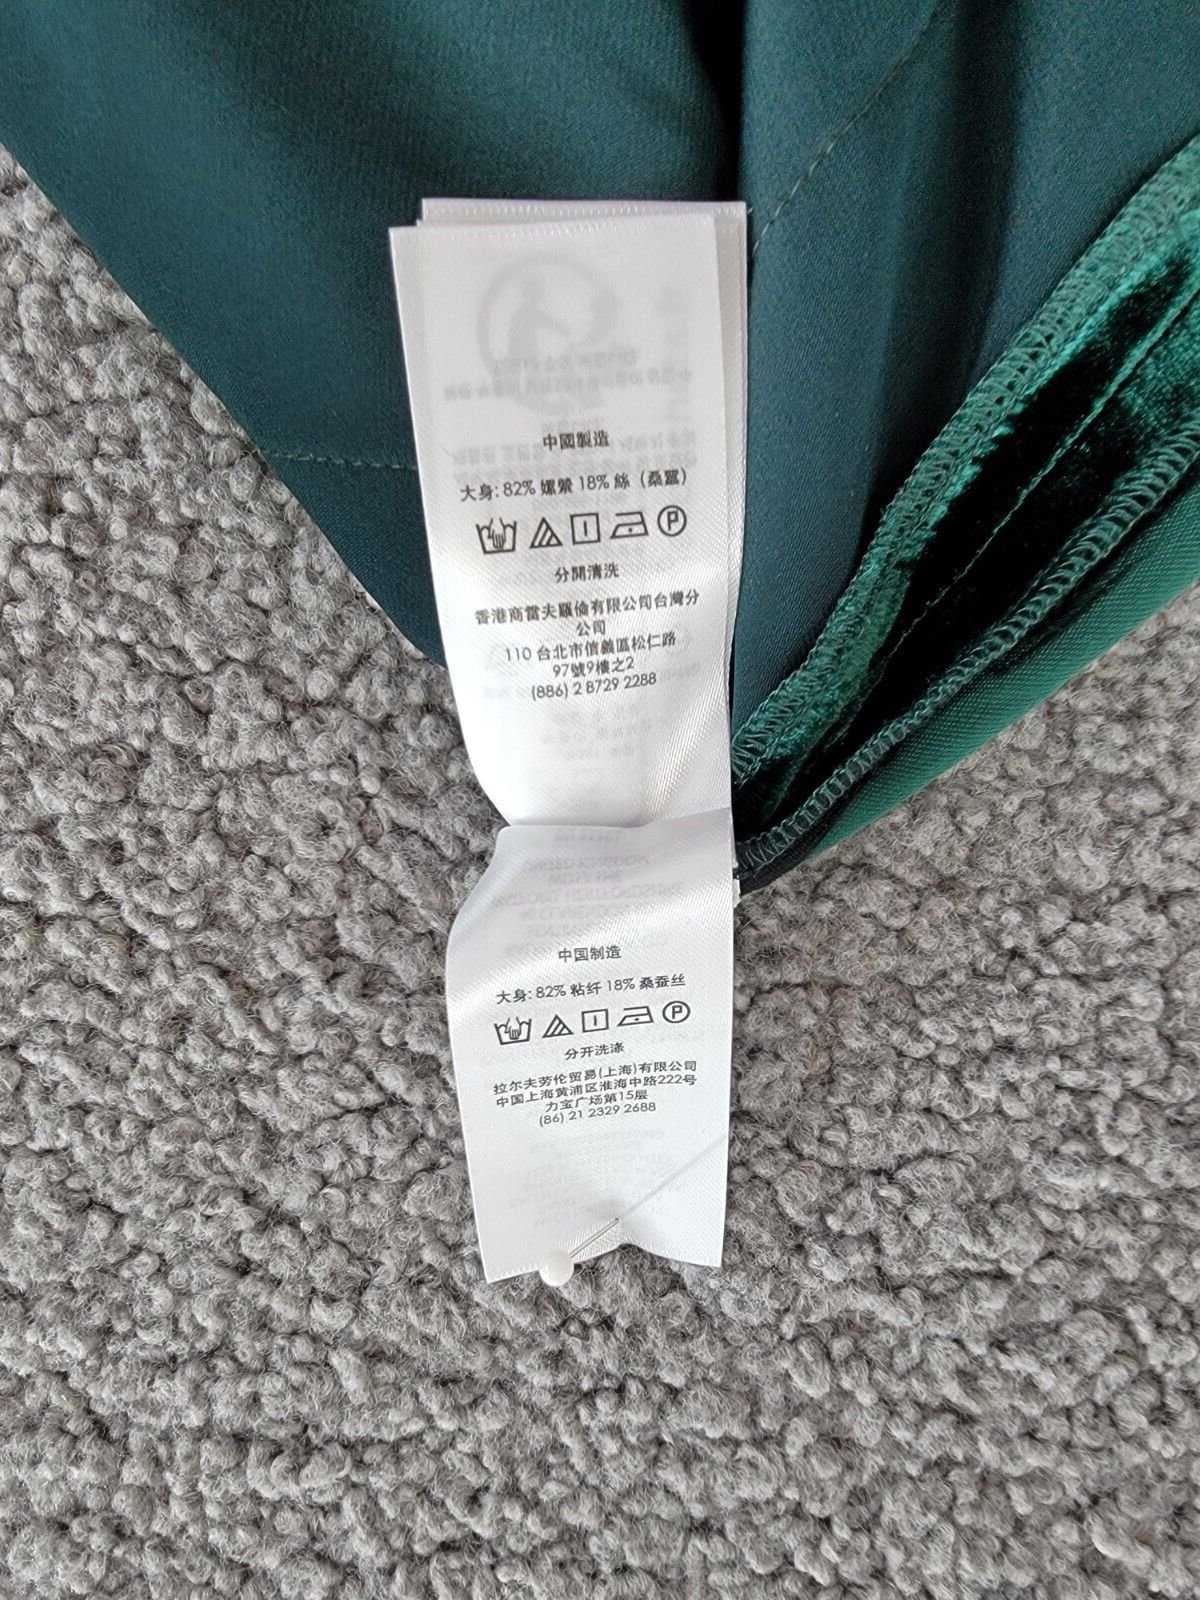 中國製造
大身: 82% 嫘縈 18% 絲 (桑蠶)
P
分開清洗
香港商雷夫羅倫有限公司台灣分
公司
110 台北市信義區松仁路
97號9樓之2
(886) 2 8729 2288
中国制造
大身: 82% 粘纤 18% 桑蚕丝
P
分开洗涤
拉尔夫劳伦贸易(上海)有限公司
中国上海黄浦区淮海中路222号
力宝广场第15层
(86) 21 2329 2688